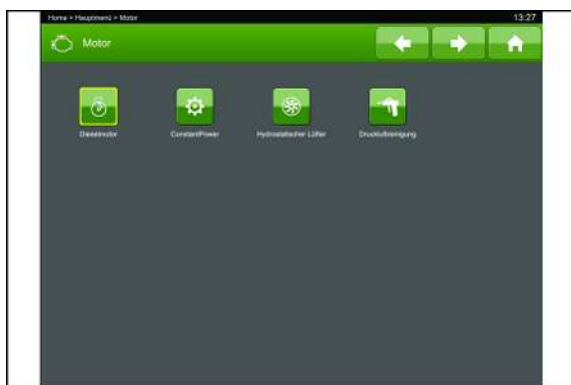 Home > Hauptmenü > Motor 13:27
Motor
Dieselmotor ConstantPower Hydrostatischer Lüfter Druckluftreinigung